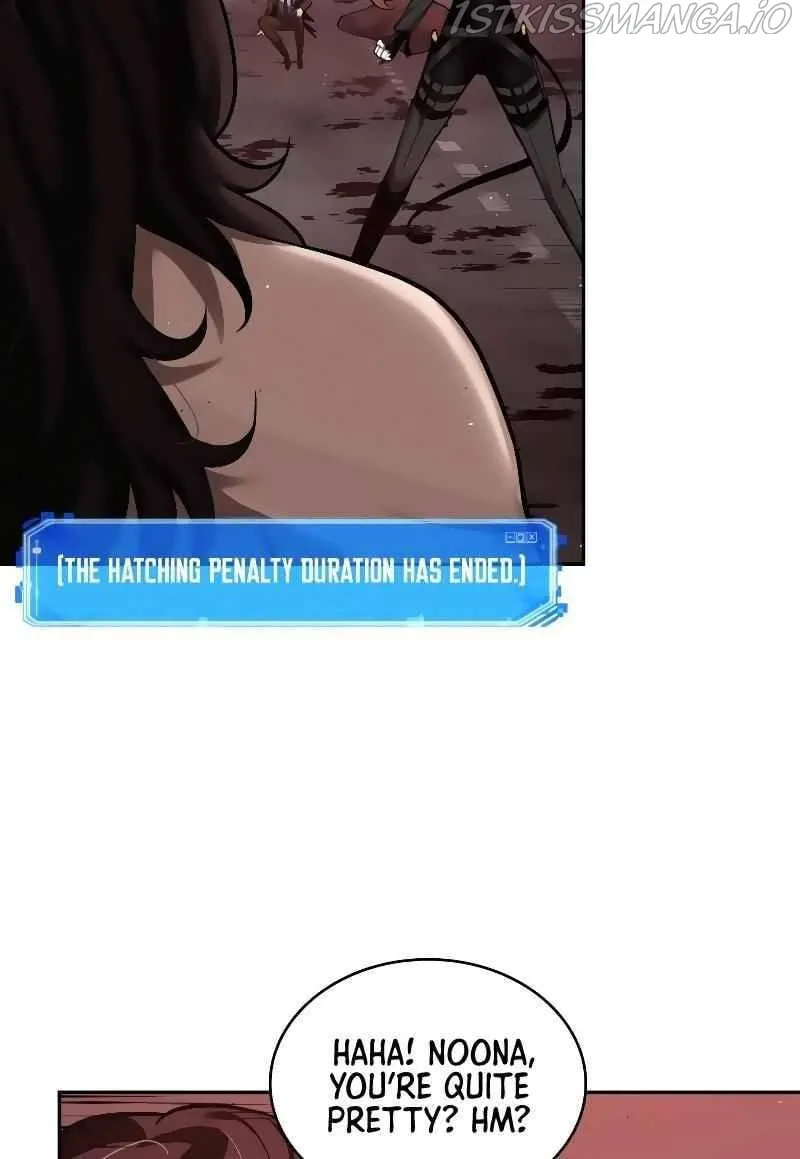 1STKISSMANGA.IO
[THE HATCHING PENALTY DURATION HAS ENDED.]
HAHA! NOONA,
YOU'RE QUITE
PRETTY? HM?